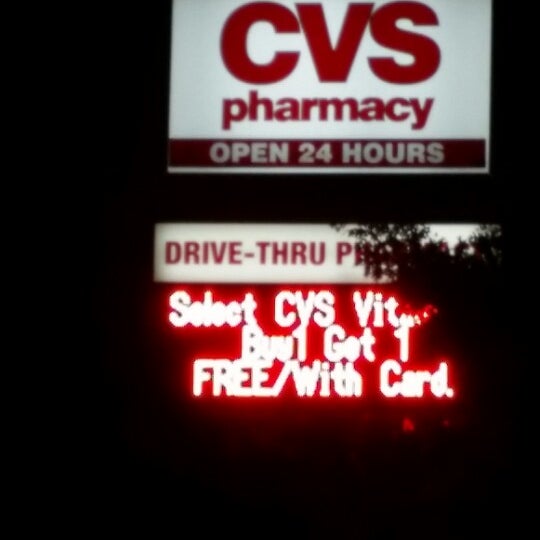 CVS
pharmacy
OPEN 24 HOURS
DRIVE-THRU
Select CVS
Buy1 Get 1
FREE/With Card.